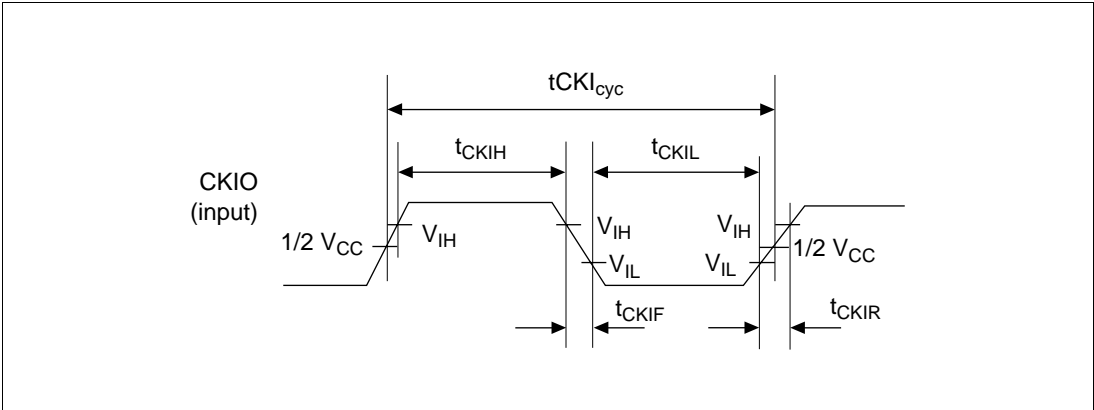 tCKIcyc
tCKIH
tCKIL
CKIO
(input)
VIH
VIH
VIH
1/2 VCC
1/2 VCC
VIL
VIL
tCKIF
tCKIR